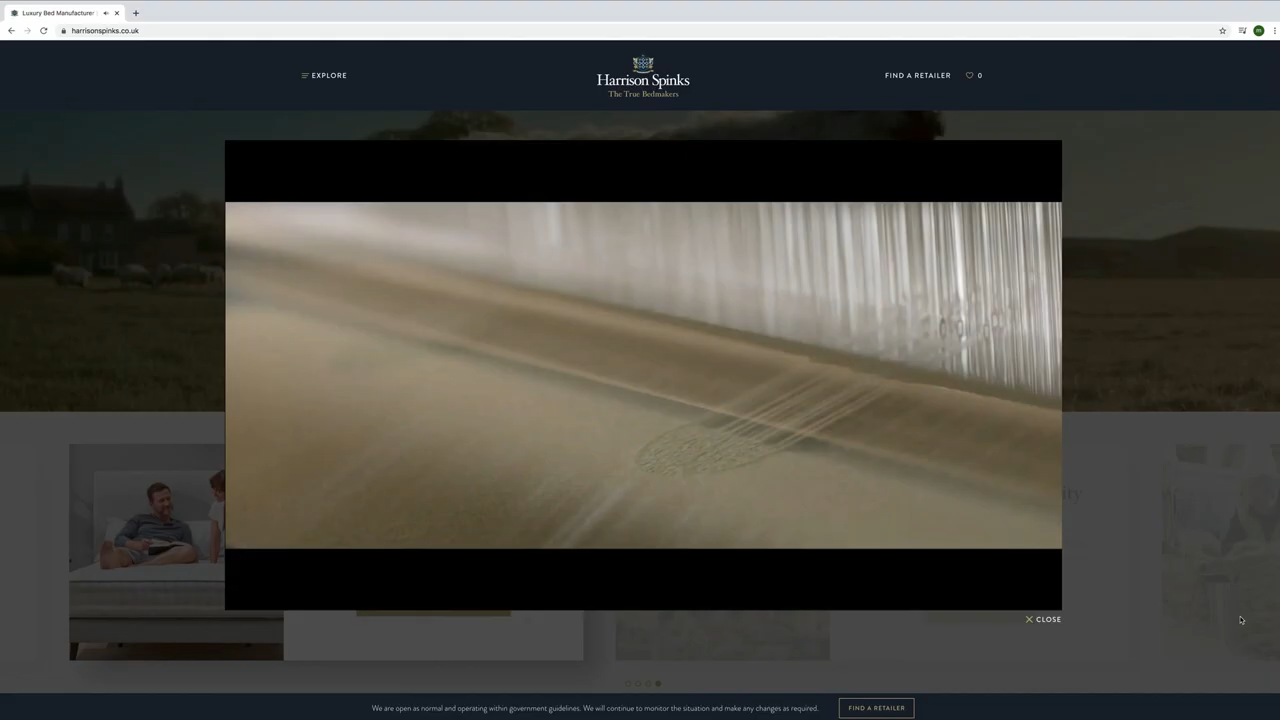 Luxury Bed Manufacturer
harrisonspinks.co.uk
EXPLORE
Harrison Spinks
The True Bedmakers
FIND A RETAILER
0
CLOSE
We are open as normal and operating within government guidelines. We will continue to monitor the situation and make any changes as required.
FIND A RETAILER